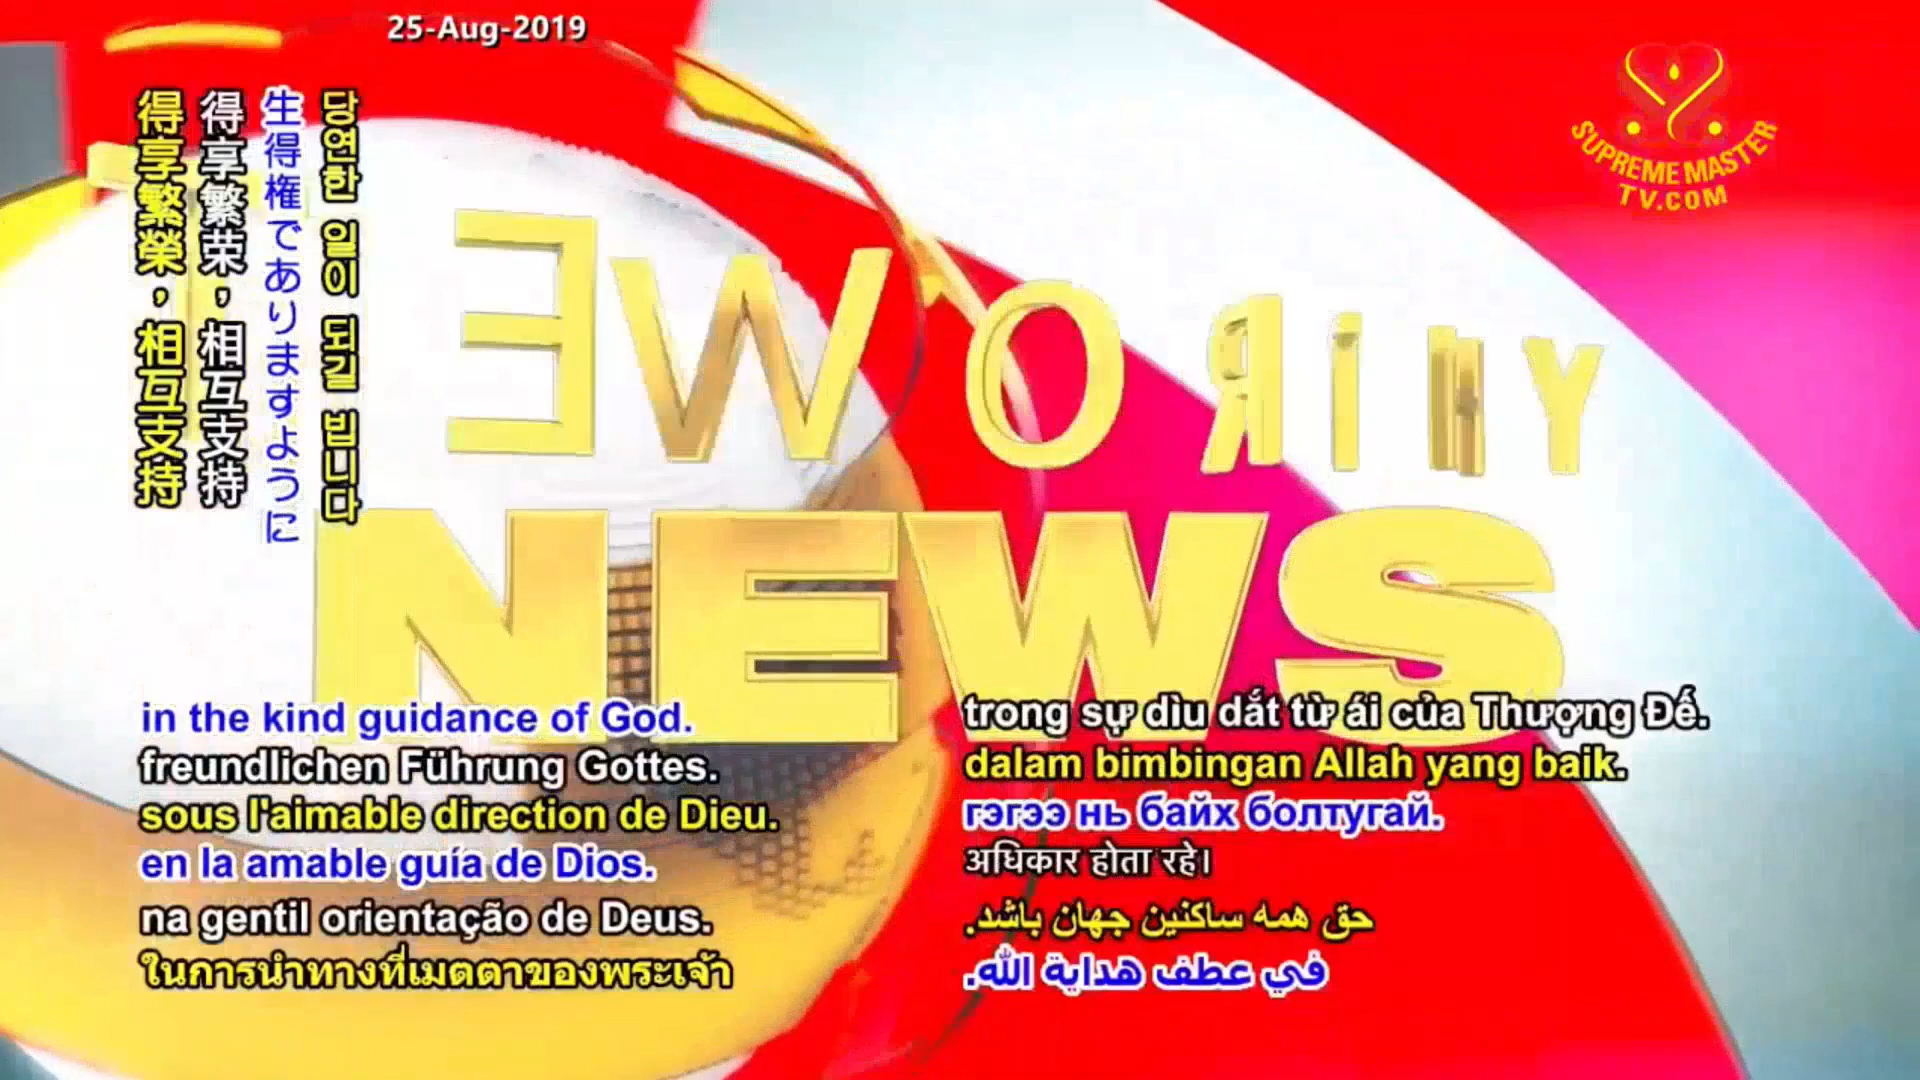 25-Aug-2019
SUPREME MASTER
TV.COM
得享繁榮，相互支持
得享繁荣，相互支持
生得権でありますように
당연한 일이 되길 빕니다
NEWS
in the kind guidance of God.
freundlichen Führung Gottes.
sous l'aimable direction de Dieu.
en la amable guía de Dios.
na gentil orientação de Deus.
ในการนำทางที่เมตตาของพระเจ้า
trong sự dìu dắt từ ái của Thượng Đế.
dalam bimbingan Allah yang baik.
гэгээ нь байх болтугай.
अधिकार होता रहे।
حق همه ساکنین جهان باشد.
في عطف هداية الله.